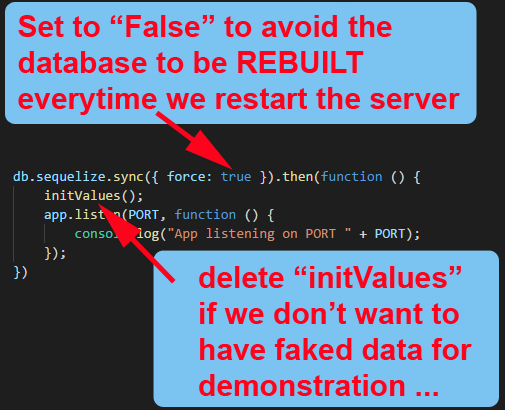 Set to “False” to avoid the
database to be REBUILT
everytime we restart the server
db.sequelize.sync({ force: true }).then(function () {
initValues();
app.listen(PORT, function () {
console.log("App listening on PORT " + PORT);
});
})
delete “initValues”
if we don’t want to
have faked data for
demonstration ...